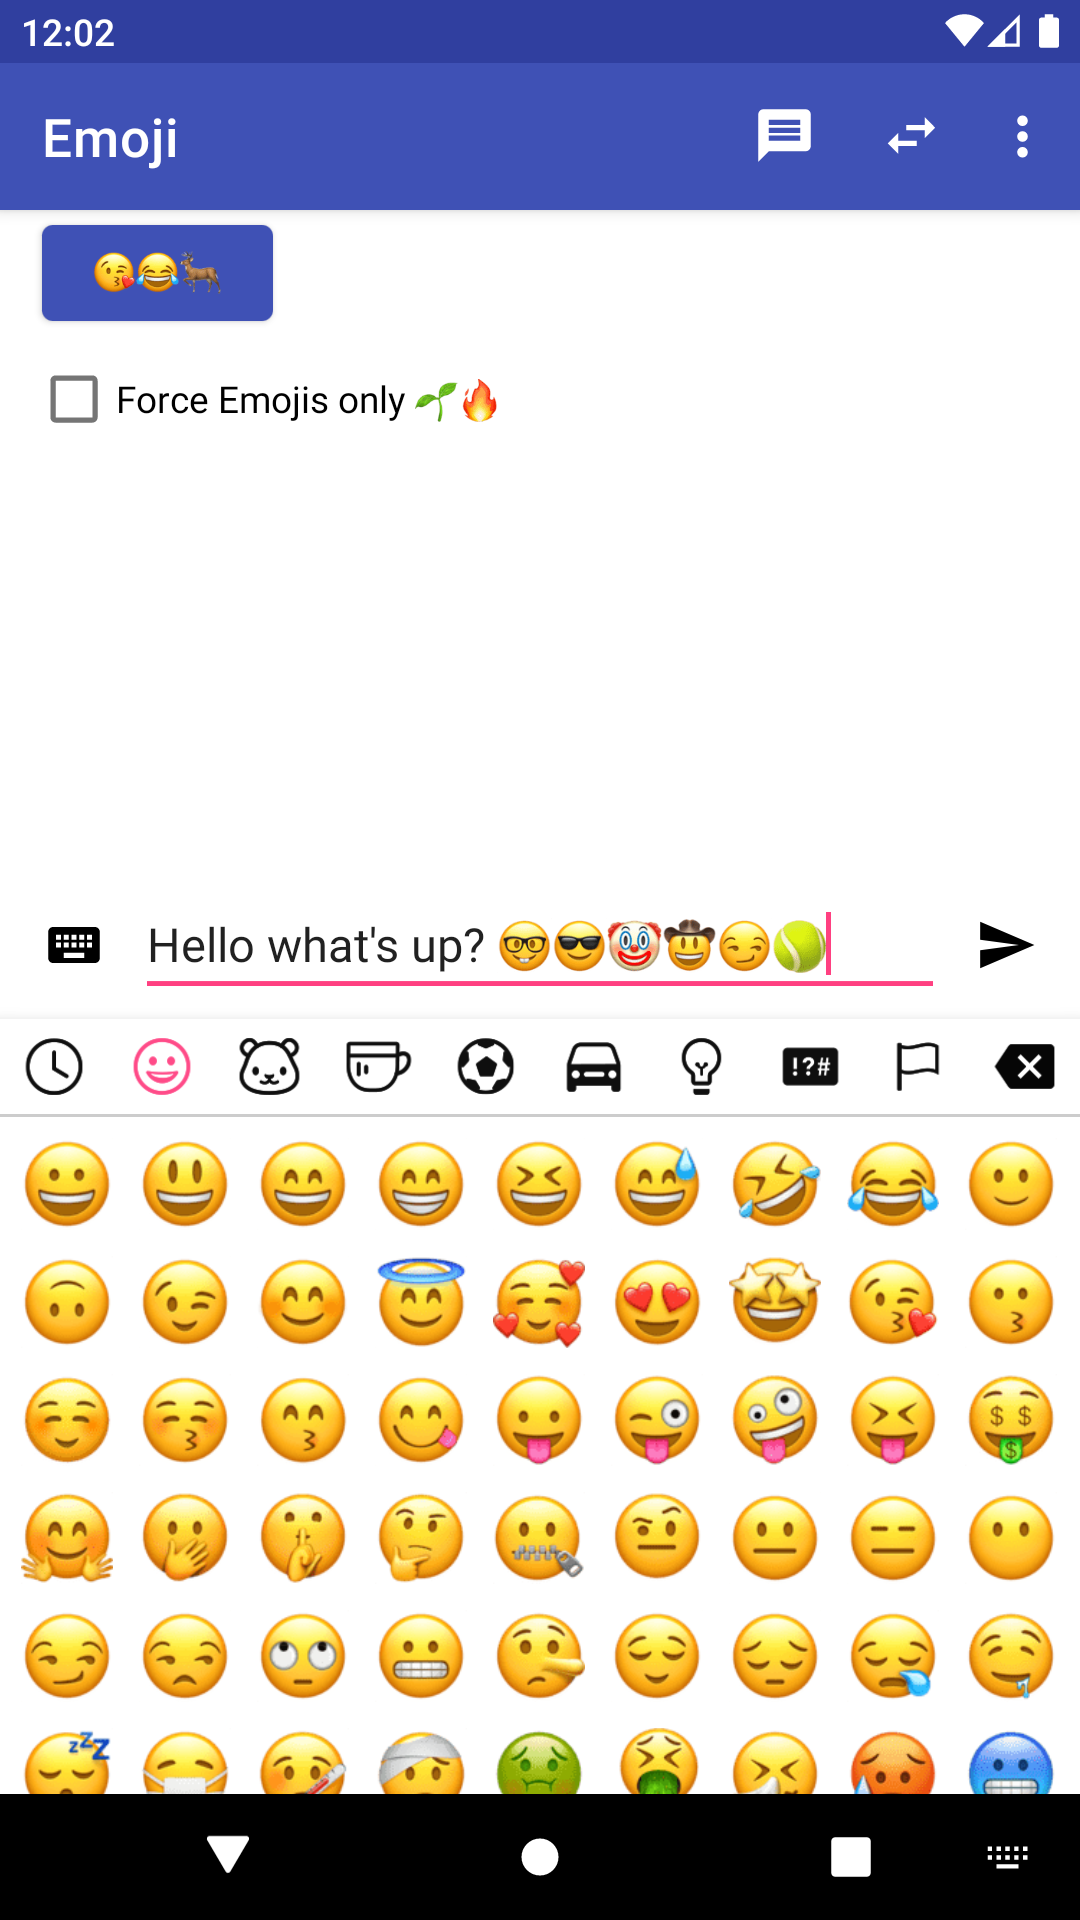 12:02
Emoji
😘😂🦌
Force Emojis only 🌱🔥
Hello what's up? 🤓😎🤡🤠😏🎾
!?#